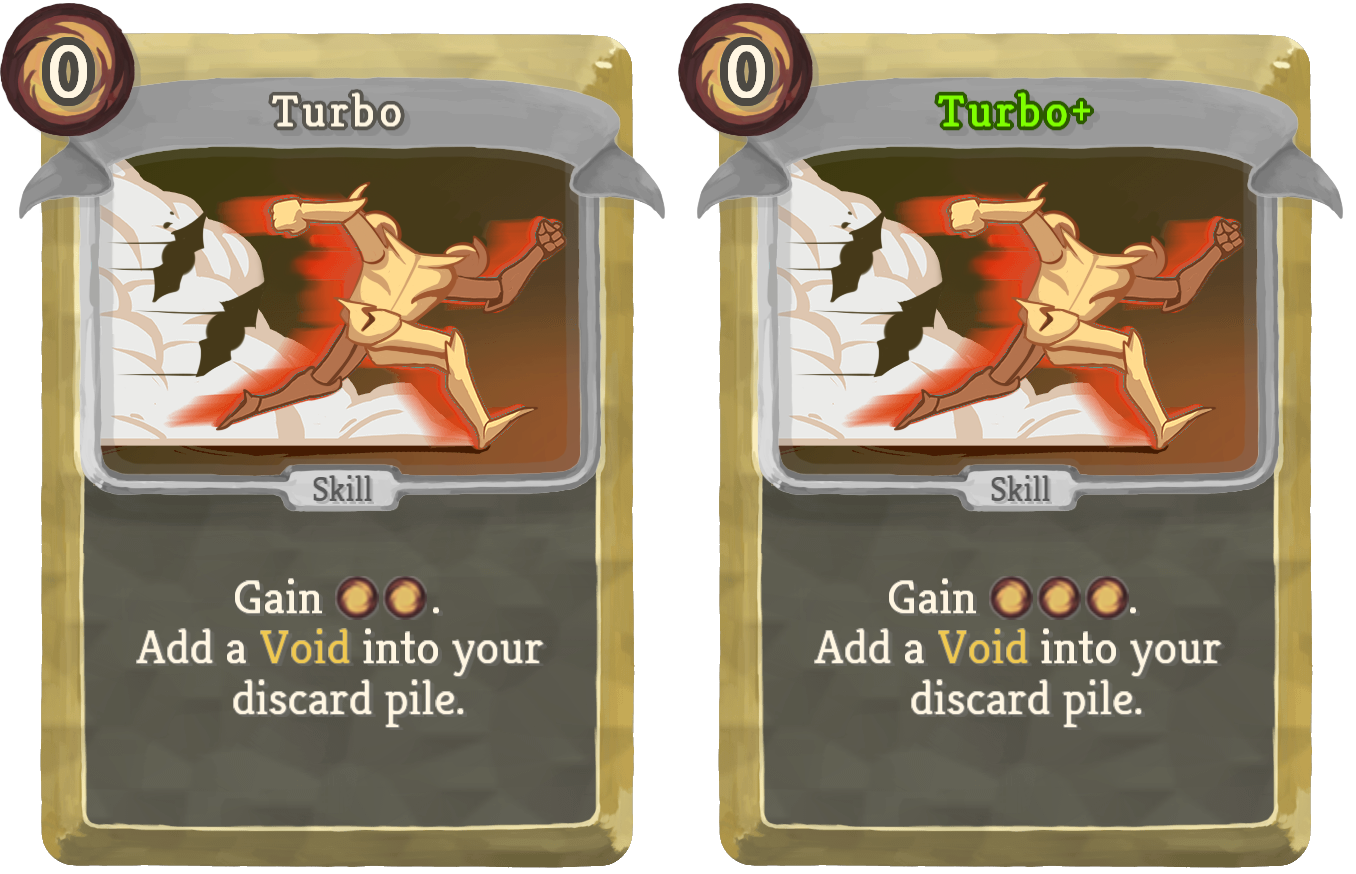 0
Turbo
Skill
Gain .
Add a Void into your
discard pile.
0
Turbo+
Skill
Gain .
Add a Void into your
discard pile.